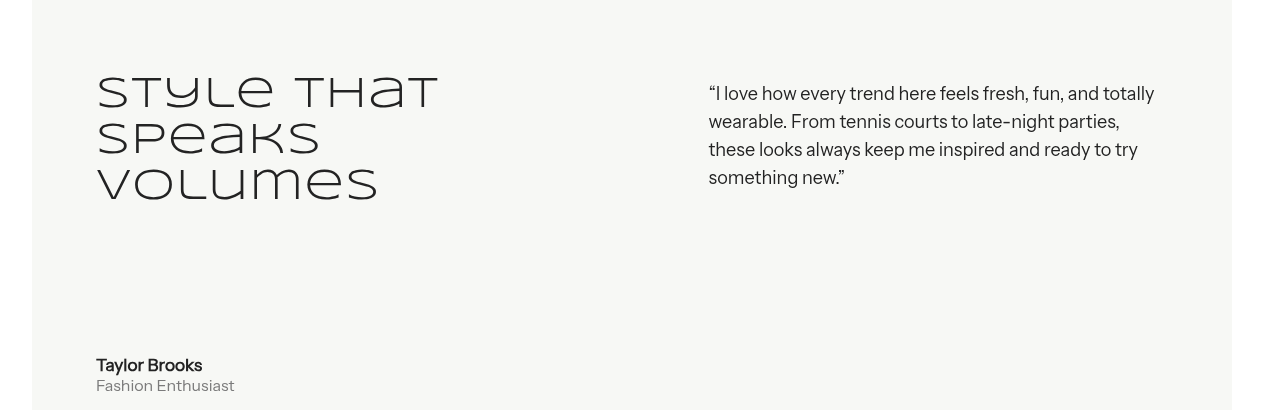 Style that
speaks
volumes
“I love how every trend here feels fresh, fun, and totally
wearable. From tennis courts to late-night parties,
these looks always keep me inspired and ready to try
something new.”
Taylor Brooks
Fashion Enthusiast